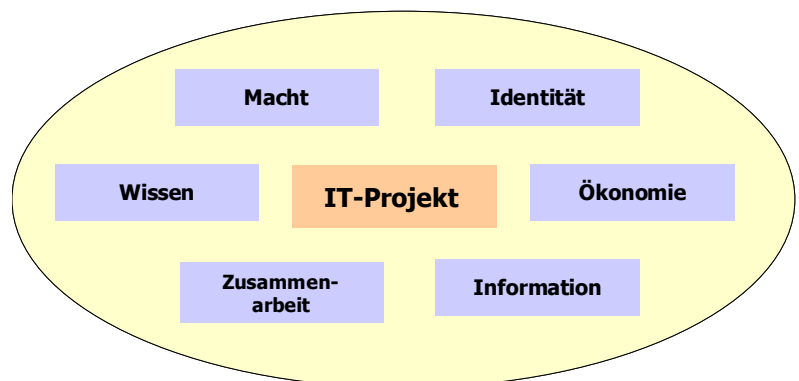 Macht
Identität
Wissen
IT-Projekt
Ökonomie
Zusammen-
arbeit
Information